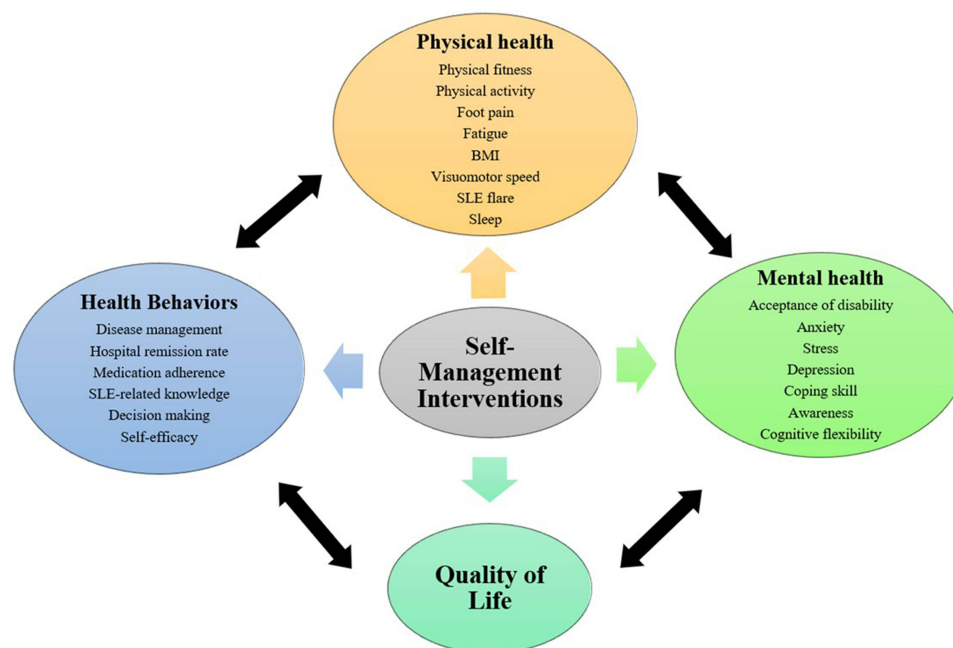 Physical health
Physical fitness
Physical activity
Foot pain
Fatigue
BMI
Visuomotor speed
SLE flare
Sleep
Health Behaviors
Disease management
Hospital remission rate
Medication adherence
SLE-related knowledge
Decision making
Self-efficacy
Self-
Management
Interventions
Mental health
Acceptance of disability
Anxiety
Stress
Depression
Coping skill
Awareness
Cognitive flexibility
Quality of
Life